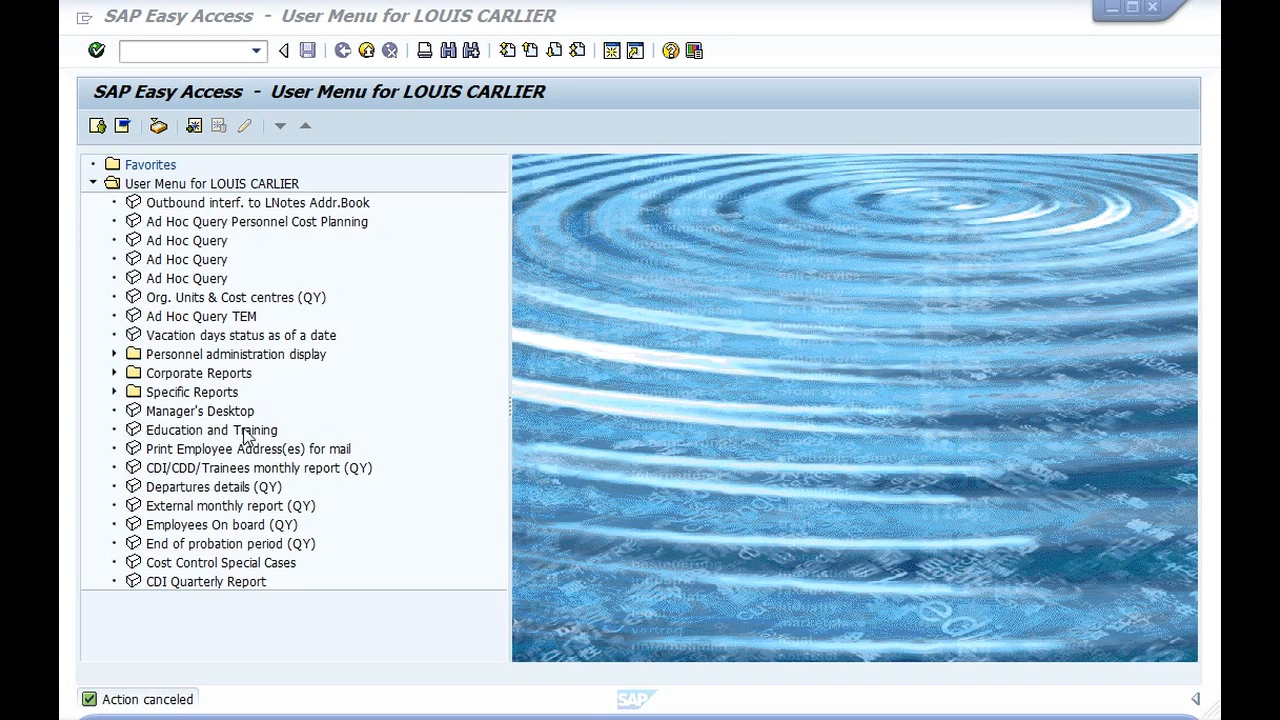 SAP Easy Access - User Menu for LOUIS CARLIER
SAP Easy Access - User Menu for LOUIS CARLIER
Favorites
User Menu for LOUIS CARLIER
Outbound interf. to LNotes Addr.Book
Ad Hoc Query Personnel Cost Planning
Ad Hoc Query
Ad Hoc Query
Ad Hoc Query
Org. Units & Cost centres (QY)
Ad Hoc Query TEM
Vacation days status as of a date
Personnel administration display
Corporate Reports
Specific Reports
Manager's Desktop
Education and Training
Print Employee Address(es) for mail
CDI/CDD/Trainees monthly report (QY)
Departures details (QY)
External monthly report (QY)
Employees On board (QY)
End of probation period (QY)
Cost Control Special Cases
CDI Quarterly Report
Action canceled
SAP